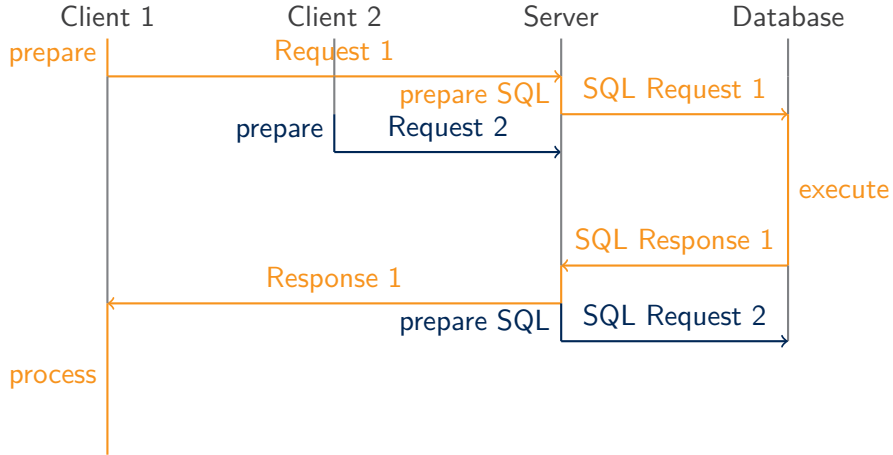 Client 1
Client 2
Server
Database
prepare
Request 1
prepare SQL
SQL Request 1
prepare
Request 2
execute
SQL Response 1
Response 1
prepare SQL
SQL Request 2
process